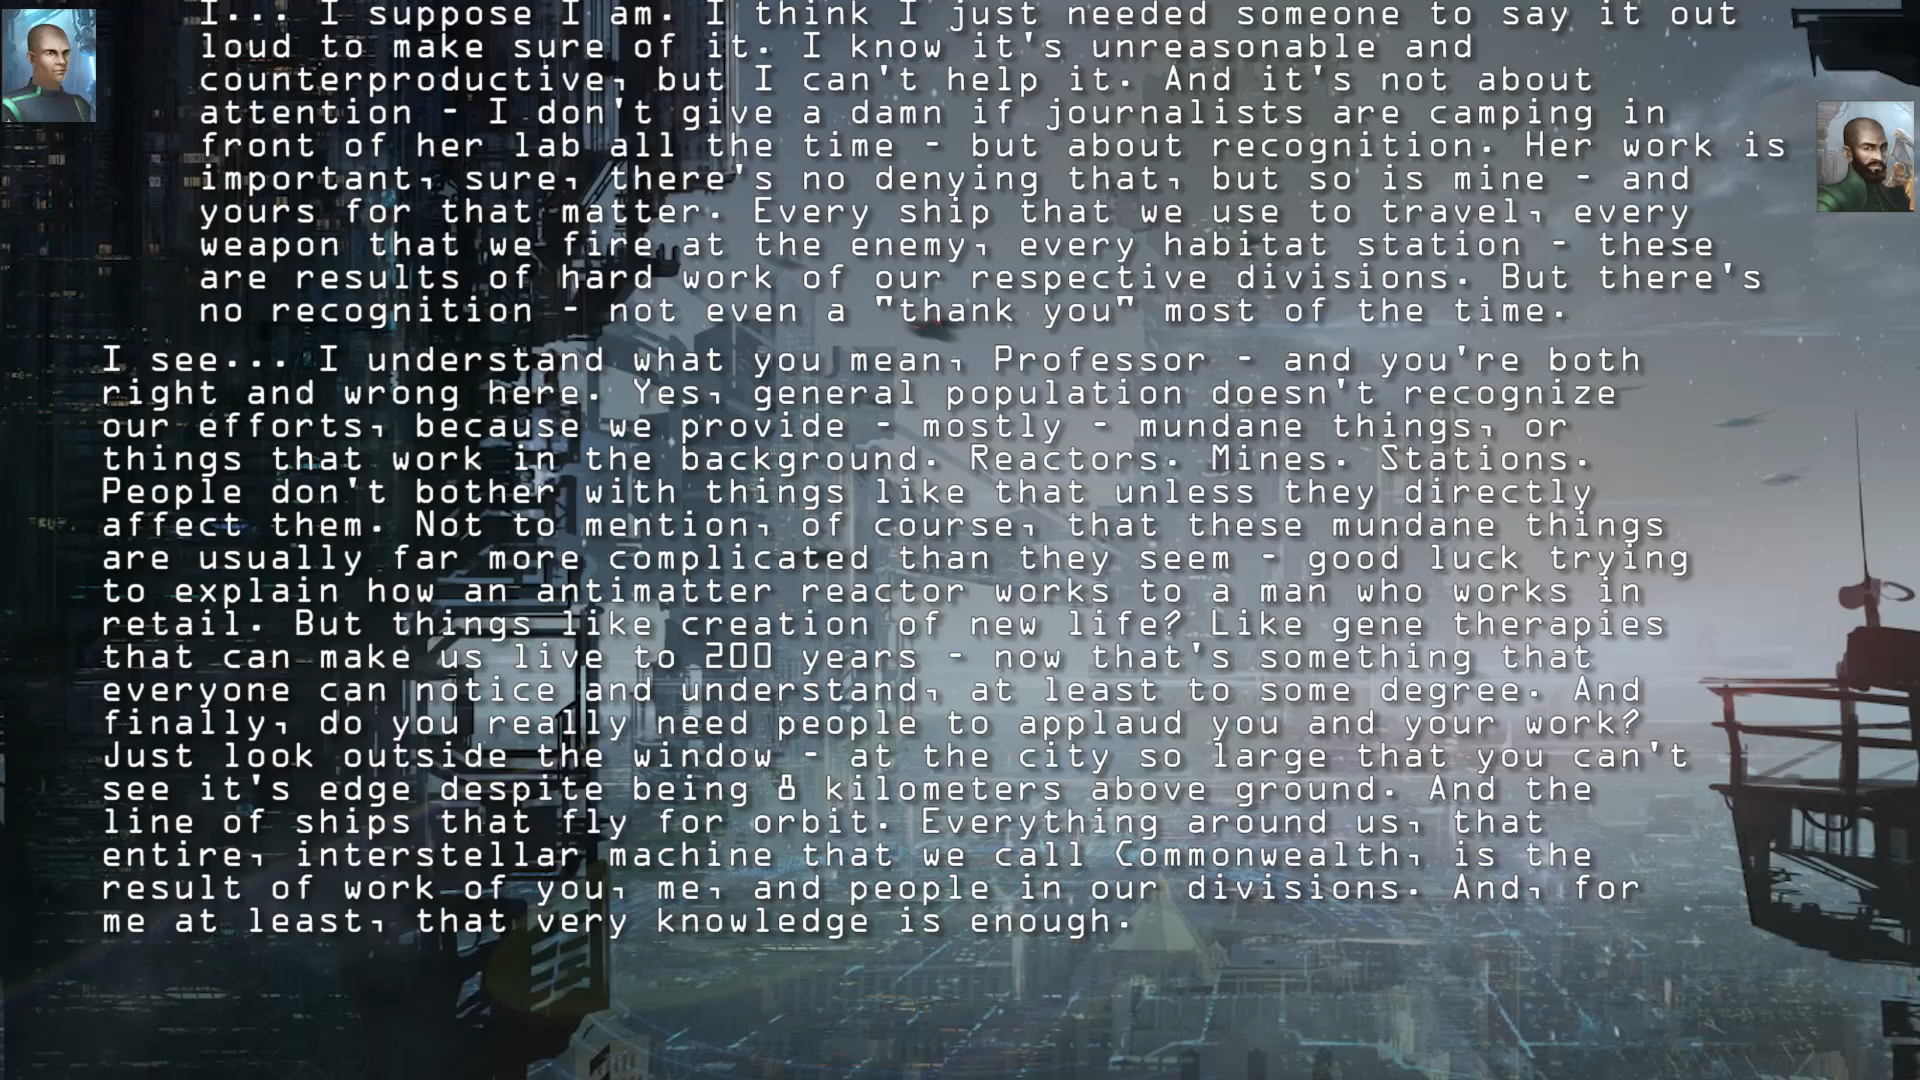 I... I suppose I am. I think I just needed someone to say it out
loud to make sure of it. I know it's unreasonable and
counterproductive, but I can't help it. And it's not about
attention - I don't give a damn if journalists are camping in
front of her lab all the time - but about recognition. Her work is
important, sure, there's no denying that, but so is mine - and
yours for that matter. Every ship that we use to travel, every
weapon that we fire at the enemy, every habitat station - these
are results of hard work of our respective divisions. But there's
no recognition - not even a "thank you" most of the time.
I see... I understand what you mean, Professor - and you're both
right and wrong here. Yes, general population doesn't recognize
our efforts, because we provide - mostly - mundane things, or
things that work in the background. Reactors. Mines. Stations.
People don't bother with things like that unless they directly
affect them. Not to mention, of course, that these mundane things
are usually far more complicated than they seem - good luck trying
to explain how an antimatter reactor works to a man who works in
retail. But things like creation of new life? Like gene therapies
that can make us live to 200 years - now that's something that
everyone can notice and understand, at least to some degree. And
finally, do you really need people to applaud you and your work?
Just look outside the window - at the city so large that you can't
see it's edge despite being 8 kilometers above ground. And the
line of ships that fly for orbit. Everything around us, that
entire, interstellar machine that we call Commonwealth, is the
result of work of you, me, and people in our divisions. And, for
me at least, that very knowledge is enough.